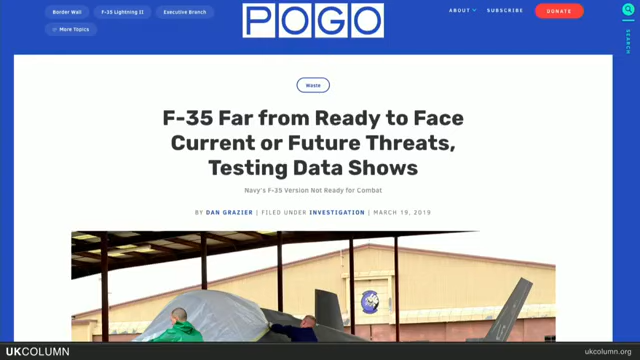 Border Wall
F-35 Lightning II
Executive Branch
More Topics
POGO
ABOUT
SUBSCRIBE
DONATE
SEARCH
Waste
F-35 Far from Ready to Face
Current or Future Threats,
Testing Data Shows
Navy's F-35 Version Not Ready for Combat
BY DAN GRAZIER | FILED UNDER INVESTIGATION | MARCH 19, 2019
UKCOLUMN
ukcolumn.org